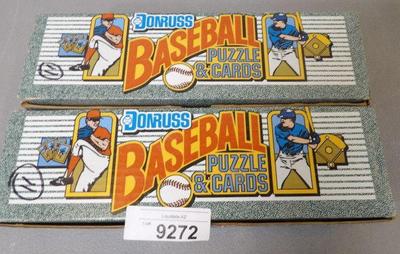 DONRUSS
BASEBALL
PUZZLE
& CARDS
DONRUSS
BASEBALL
PUZZLE
& CARDS
9272